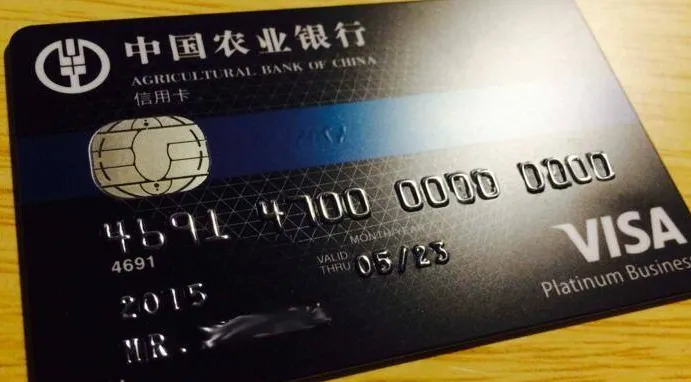 中国农业银行
AGRICULTURAL BANK OF CHINA
信用卡
4691 4700 0000 0000
4691
MONTH/YEAR
VALID THRU 05/23
VISA
Platinum Business
2015
MR.